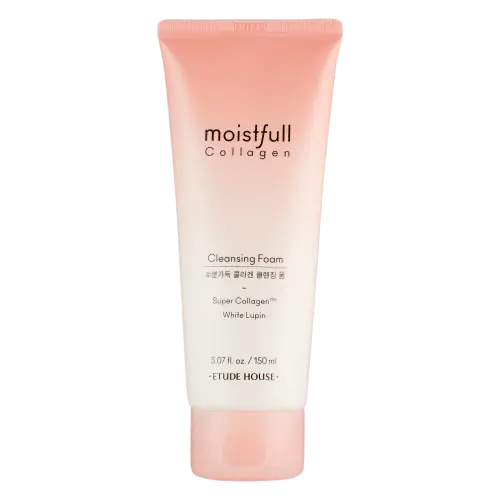 moistfull
Collagen
Cleansing Foam
수분가득 콜라겐 클렌징 폼
-
Super Collagen™
White Lupin
5.07 fl. oz. / 150 ml
·ETUDE HOUSE·